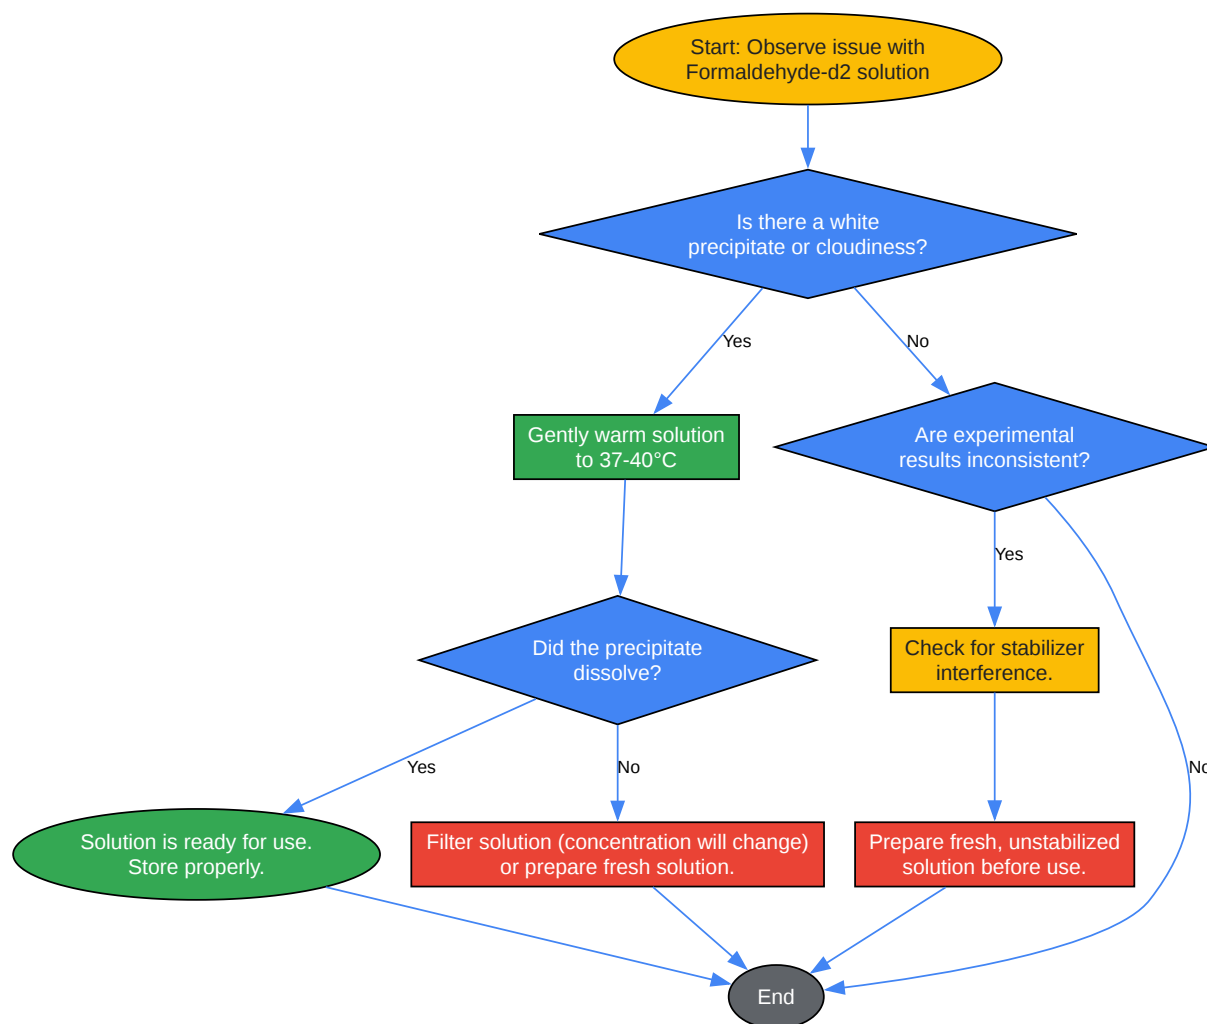 Start: Observe issue with
Formaldehyde-d2 solution
Is there a white
precipitate or cloudiness?
Yes
No
Gently warm solution
to 37-40°C
Are experimental
results inconsistent?
Yes
Did the precipitate
dissolve?
Check for stabilizer
interference.
Yes
No
No
Solution is ready for use.
Store properly.
Filter solution (concentration will change)
or prepare fresh solution.
Prepare fresh, unstabilized
solution before use.
End